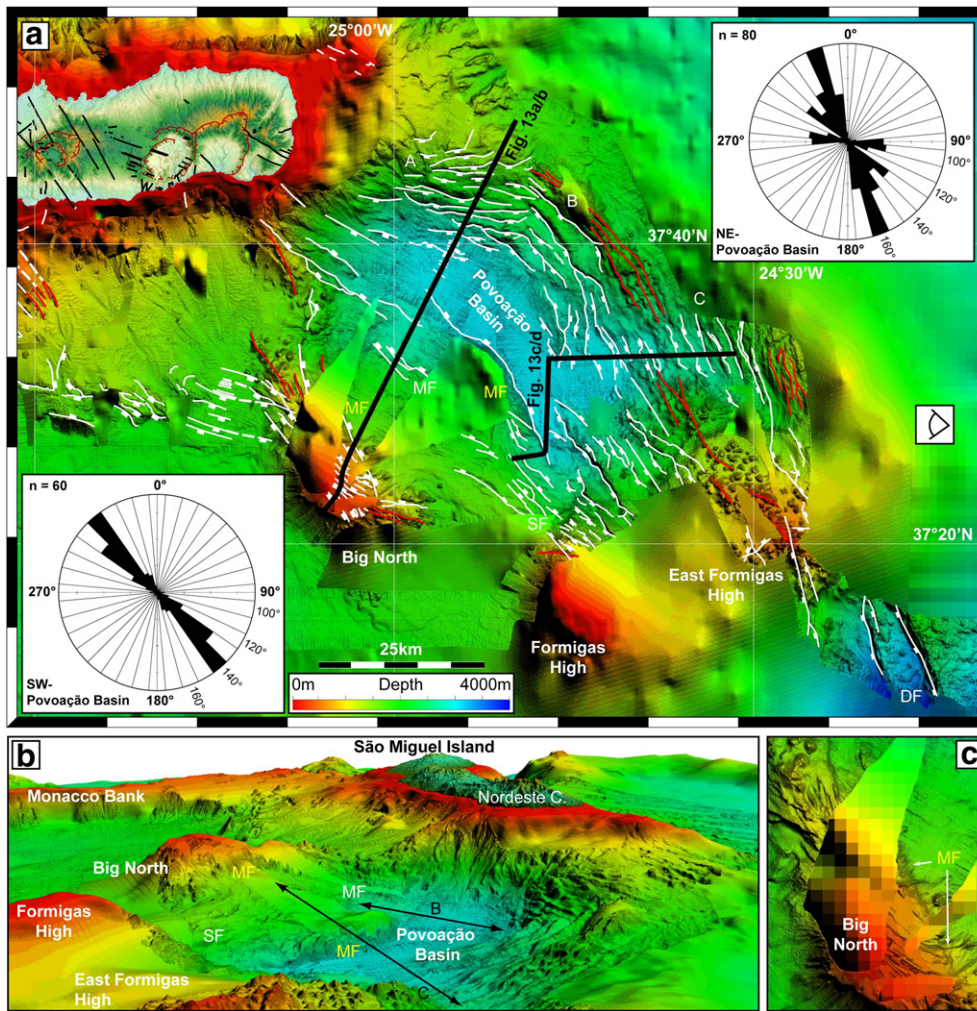 a
25°00'W
n = 80
0°
270°
90°
100°
120°
140°
160°
180°
NE-
Povoação Basin
Fig. 13a/b
A
B
37°40'N
24°30'W
C
Povoação
Basin
Fig. 13c/d
MF
MF
MF
n = 60
0°
270°
90°
100°
120°
140°
160°
180°
SW-
Povoação Basin
SF
37°20'N
Big North
East Formigas
High
Formigas
High
25km
0m
Depth
4000m
DF
b
São Miguel Island
Monacco Bank
Nordeste C.
Big North
MF
MF
B
Formigas
High
SF
Povoação
Basin
MF
C
East Formigas
High
c
MF
Big
North